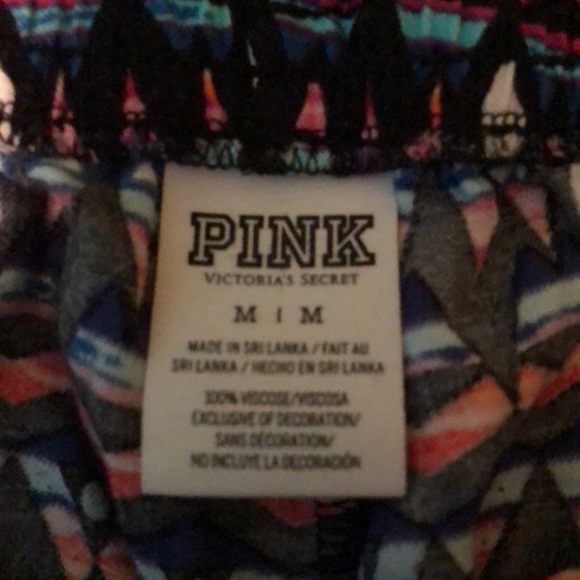 PINK
VICTORIA'S SECRET
M | M
MADE IN SRI LANKA / FAIT AU
SRI LANKA / HECHO EN SRI LANKA
100% VISCOSE/VISCOSA
EXCLUSIVE OF DECORATION/
SANS DÉCORATION/
NO INCLUYE LA DECORACIÓN